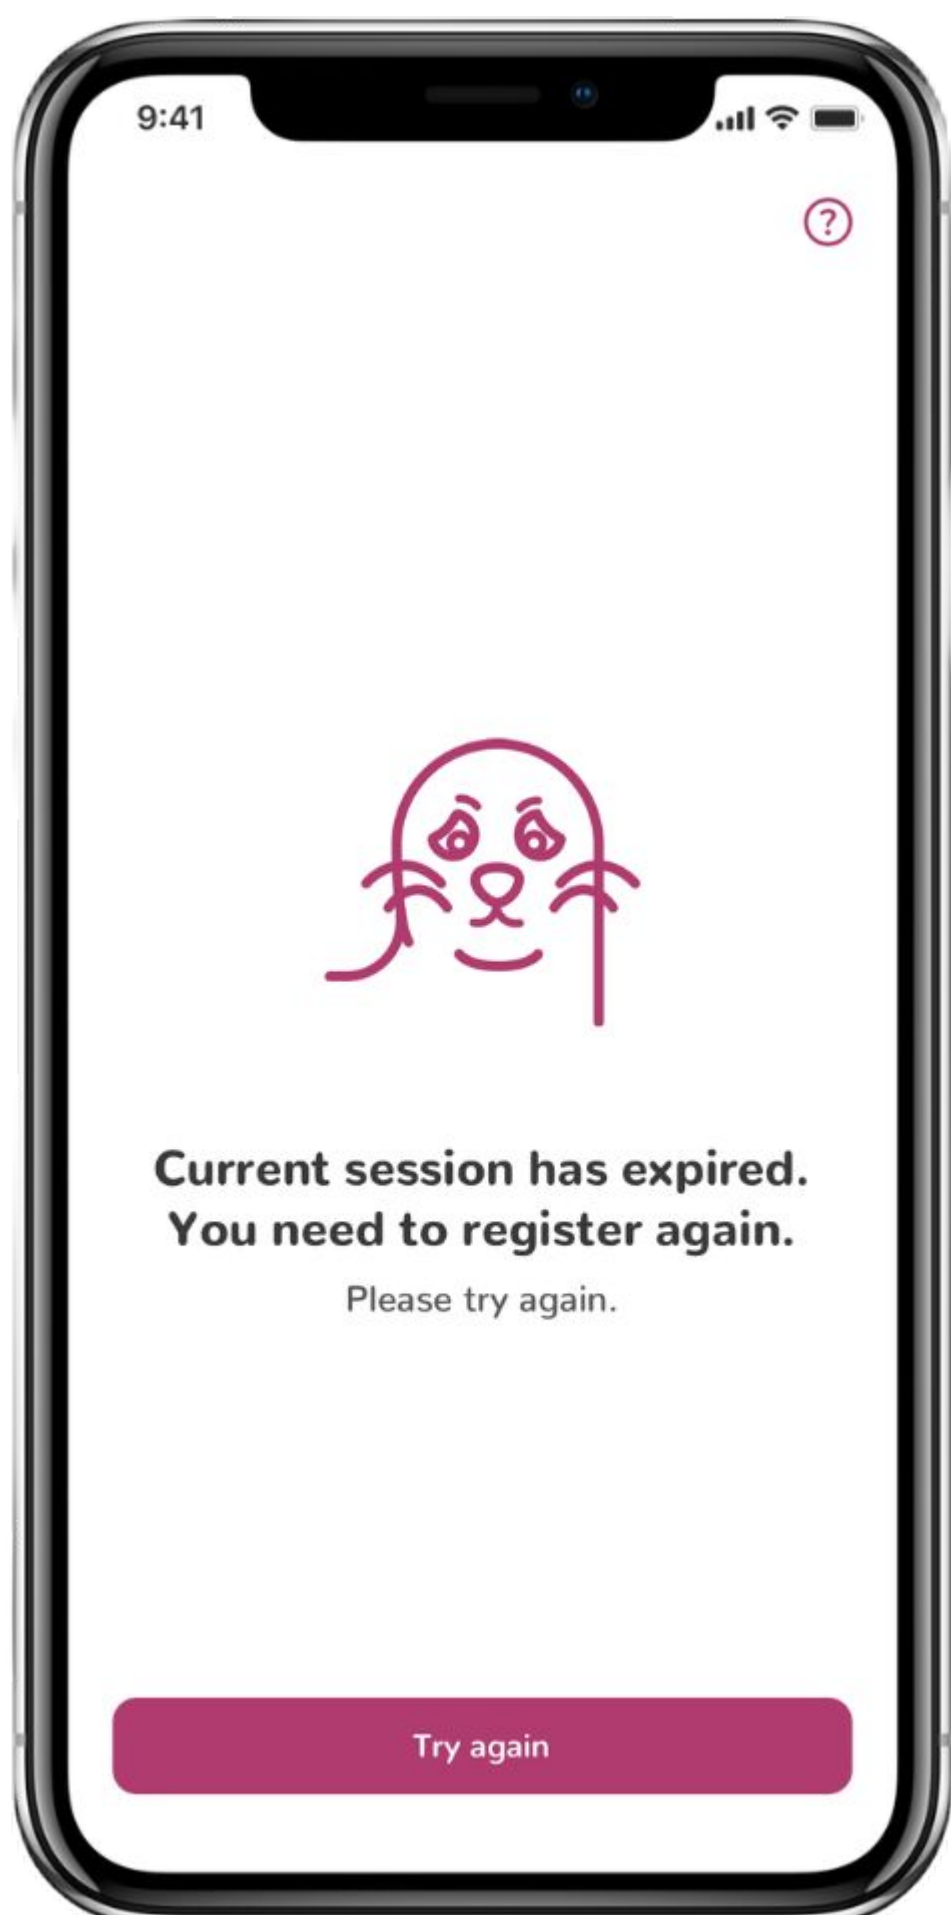 9:41
?
Current session has expired.
You need to register again.
Please try again.
Try again